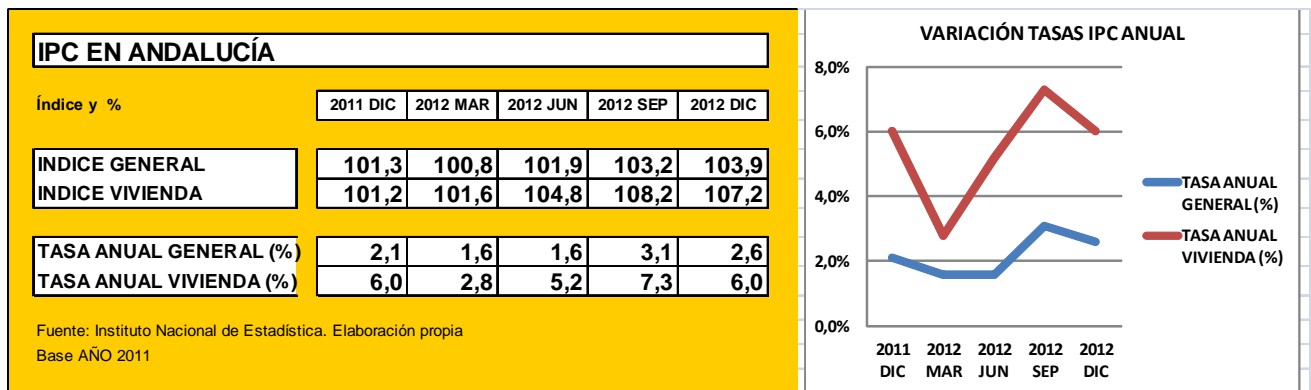 IPC EN ANDALUCÍA
Índice y % 2011 DIC 2012 MAR 2012 JUN 2012 SEP 2012 DIC
INDICE GENERAL 101,3 100,8 101,9 103,2 103,9
INDICE VIVIENDA 101,2 101,6 104,8 108,2 107,2
TASA ANUAL GENERAL (%) 2,1 1,6 1,6 3,1 2,6
TASA ANUAL VIVIENDA (%) 6,0 2,8 5,2 7,3 6,0
Fuente: Instituto Nacional de Estadística. Elaboración propia
Base AÑO 2011
VARIACIÓN TASAS IPC ANUAL
8,0%
6,0%
4,0%
2,0%
0,0%
2011 2012 2012 2012 2012
DIC MAR JUN SEP DIC
TASA ANUAL
GENERAL (%)
TASA ANUAL
VIVIENDA (%)